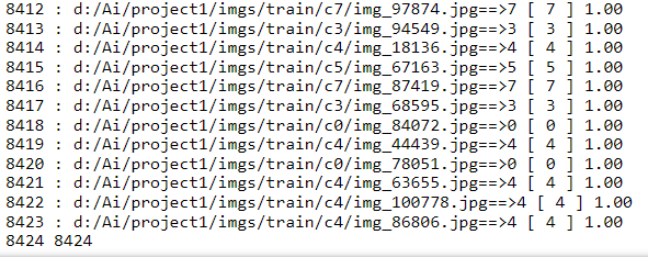 8412 : d:/Ai/project1/imgs/train/c7/img_97874.jpg==>7 [ 7 ] 1.00
8413 : d:/Ai/project1/imgs/train/c3/img_94549.jpg==>3 [ 3 ] 1.00
8414 : d:/Ai/project1/imgs/train/c4/img_18136.jpg==>4 [ 4 ] 1.00
8415 : d:/Ai/project1/imgs/train/c5/img_67163.jpg==>5 [ 5 ] 1.00
8416 : d:/Ai/project1/imgs/train/c7/img_87419.jpg==>7 [ 7 ] 1.00
8417 : d:/Ai/project1/imgs/train/c3/img_68595.jpg==>3 [ 3 ] 1.00
8418 : d:/Ai/project1/imgs/train/c0/img_84072.jpg==>0 [ 0 ] 1.00
8419 : d:/Ai/project1/imgs/train/c4/img_44439.jpg==>4 [ 4 ] 1.00
8420 : d:/Ai/project1/imgs/train/c0/img_78051.jpg==>0 [ 0 ] 1.00
8421 : d:/Ai/project1/imgs/train/c4/img_63655.jpg==>4 [ 4 ] 1.00
8422 : d:/Ai/project1/imgs/train/c4/img_100778.jpg==>4 [ 4 ] 1.00
8423 : d:/Ai/project1/imgs/train/c4/img_86806.jpg==>4 [ 4 ] 1.00
8424 8424